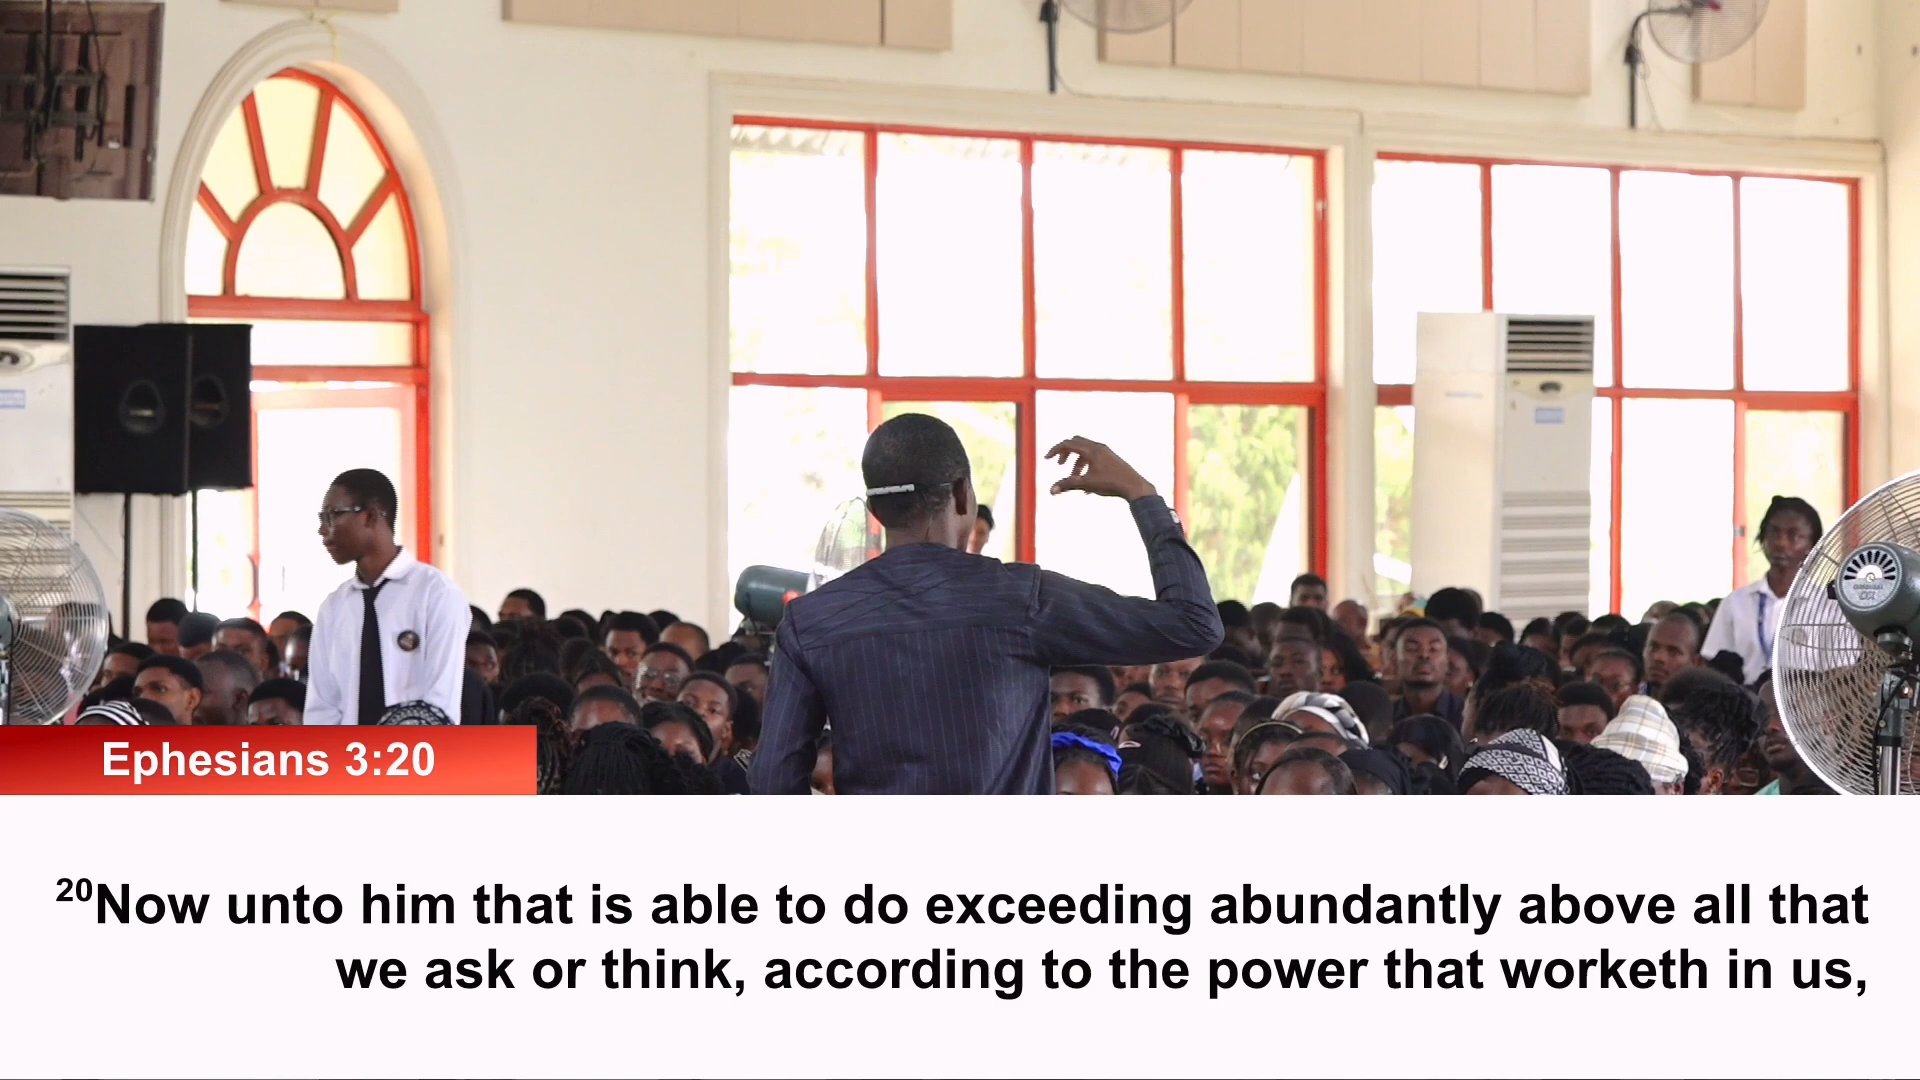 Ephesians 3:20
20Now unto him that is able to do exceeding abundantly above all that
we ask or think, according to the power that worketh in us,